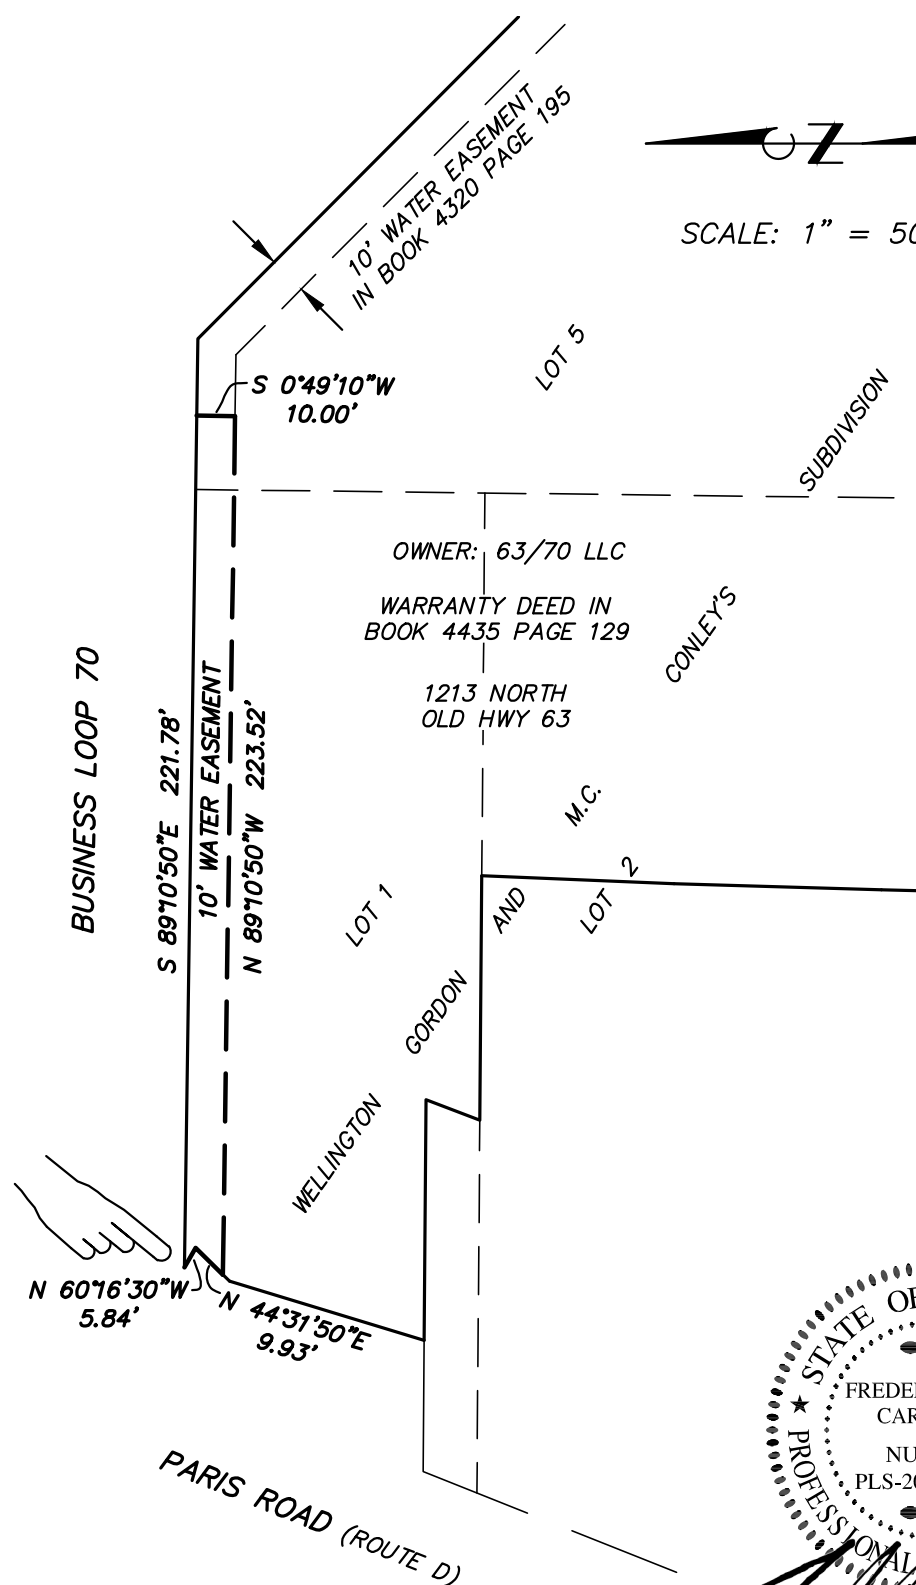 10' WATER EASEMENT
IN BOOK 4320 PAGE 195
N
SCALE: 1" = 50
LOT 5
S 0°49'10"W
10.00'
SUBDIVISION
OWNER: 63/70 LLC
WARRANTY DEED IN
BOOK 4435 PAGE 129
1213 NORTH
OLD HWY 63
CONLEY'S
BUSINESS LOOP 70
S 89°10'50"E 221.78'
10' WATER EASEMENT
N 89°10'50"W 223.52'
M.C.
LOT 1
AND
LOT 2
GORDON
WELLINGTON
N 60°16'30"W
5.84'
N 44°31'50"E
9.93'
PARIS ROAD (ROUTE D)
STATE OF
FREDE
CAR
NU
PLS-20
PROFESSIONAL